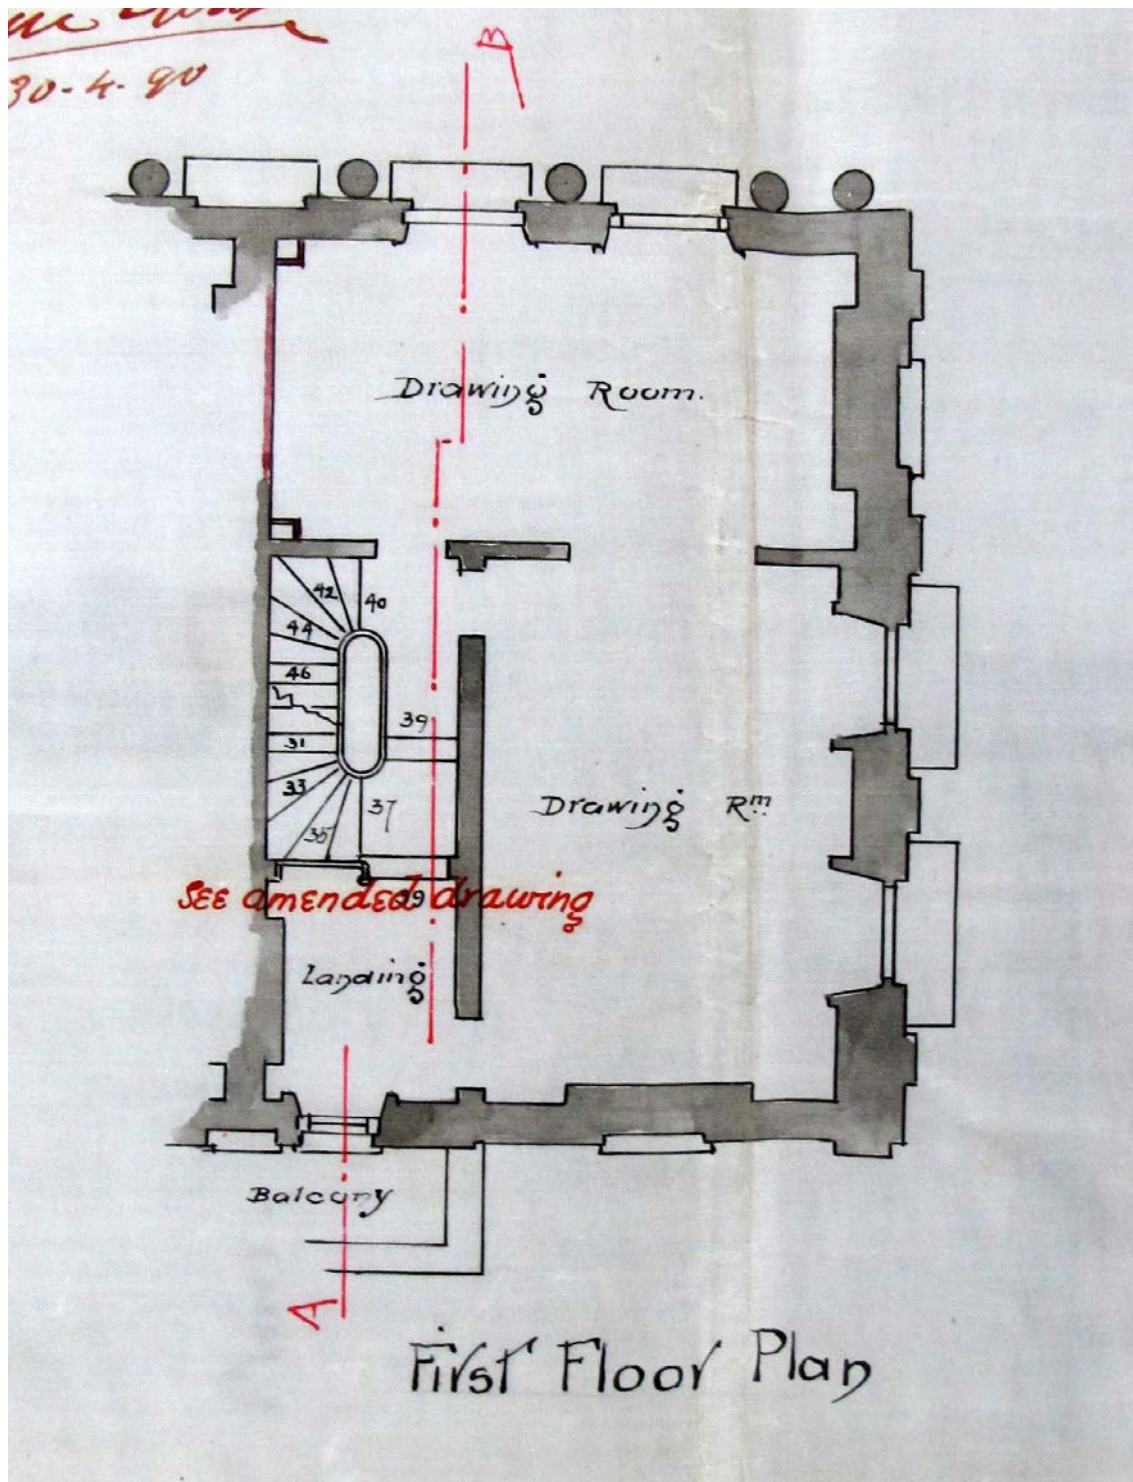 30-4-90
B
Drawing Room.
42
40
44
46
39
31
33
37
35
Drawing Rm
See amended drawing
29
Landing
Balcony
A
First Floor Plan